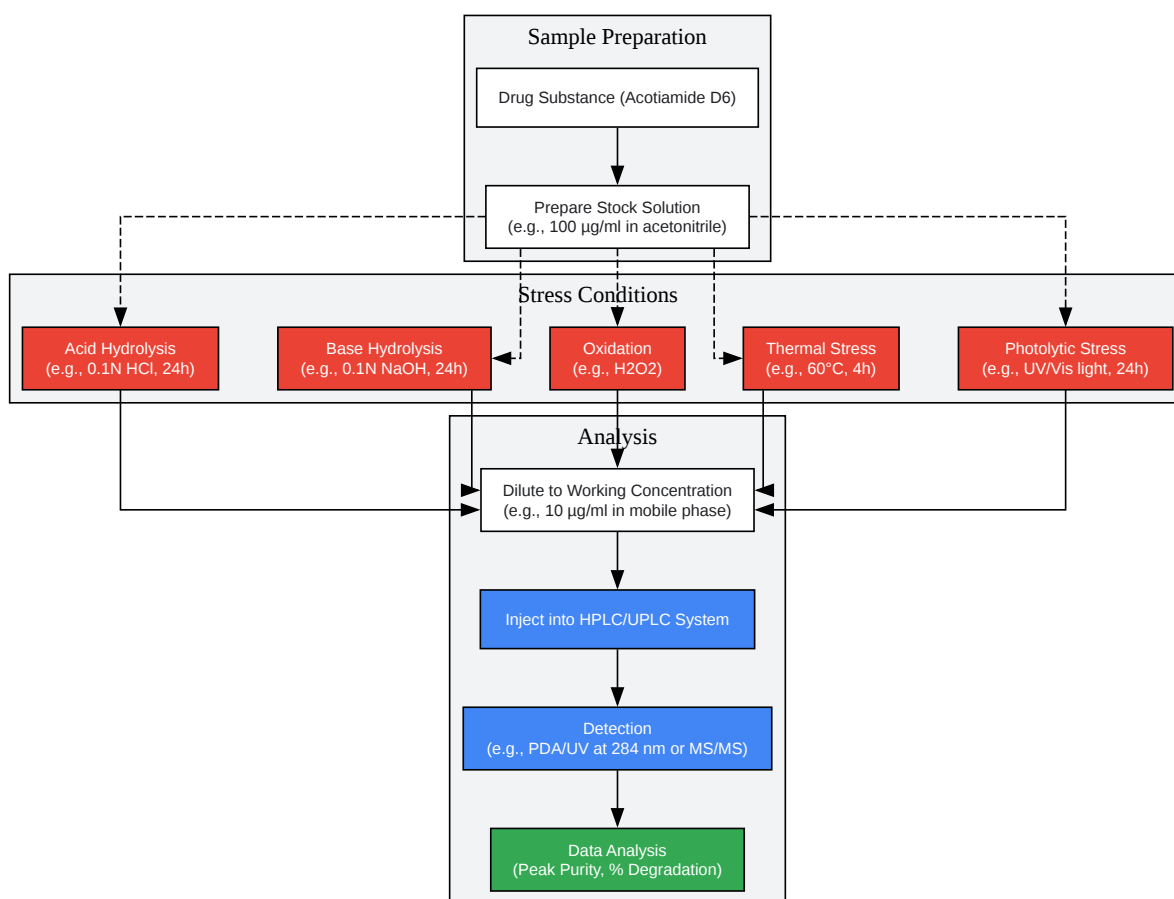 Sample Preparation
Drug Substance (Acotiamide D6)
Prepare Stock Solution
(e.g., 100 µg/ml in acetonitrile)
Stress Conditions
Acid Hydrolysis
(e.g., 0.1N HCl, 24h)
Base Hydrolysis
(e.g., 0.1N NaOH, 24h)
Oxidation
(e.g., H2O2)
Thermal Stress
(e.g., 60°C, 4h)
Photolytic Stress
(e.g., UV/Vis light, 24h)
Analysis
Dilute to Working Concentration
(e.g., 10 µg/ml in mobile phase)
Inject into HPLC/UPLC System
Detection
(e.g., PDA/UV at 284 nm or MS/MS)
Data Analysis
(Peak Purity, % Degradation)